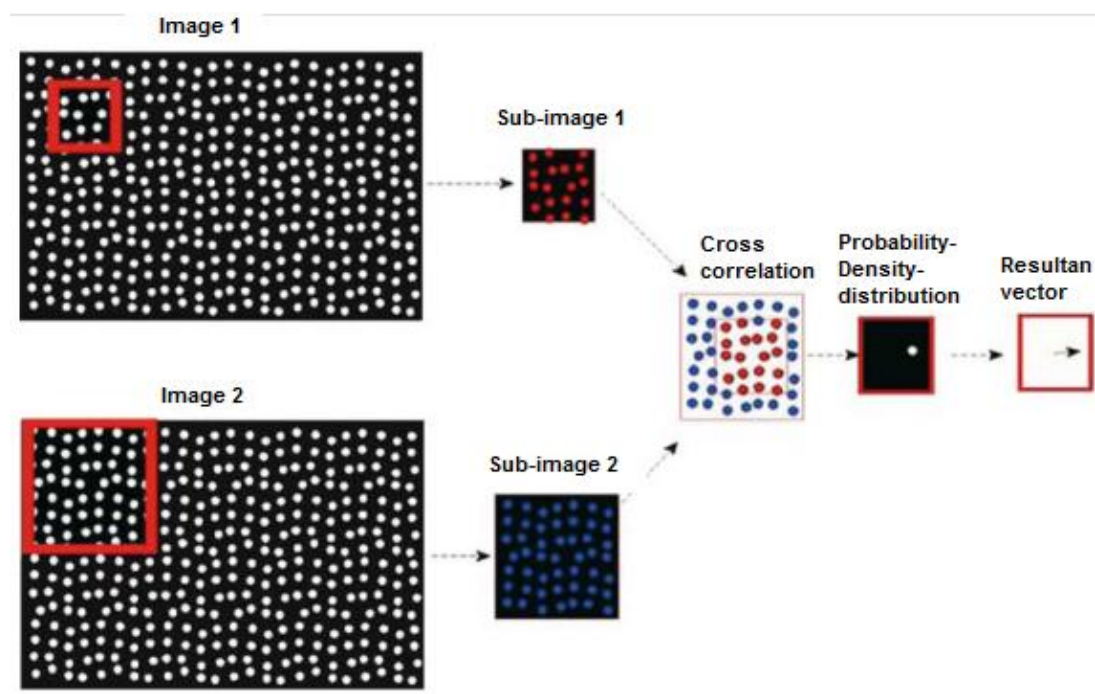 Image 1
Sub-image 1
Cross
correlation
Probability-
Density-
distribution
Resultan
vector
Image 2
Sub-image 2